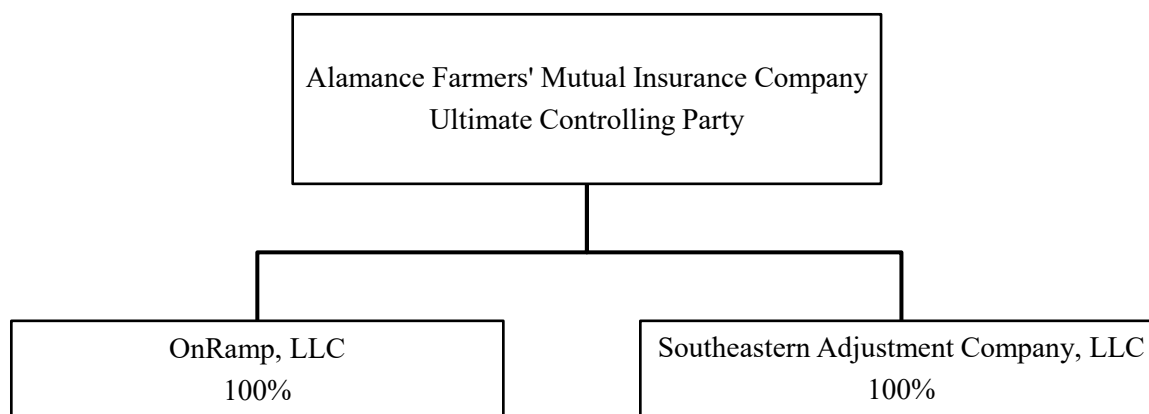 Alamance Farmers' Mutual Insurance Company
Ultimate Controlling Party
OnRamp, LLC
100%
Southeastern Adjustment Company, LLC
100%